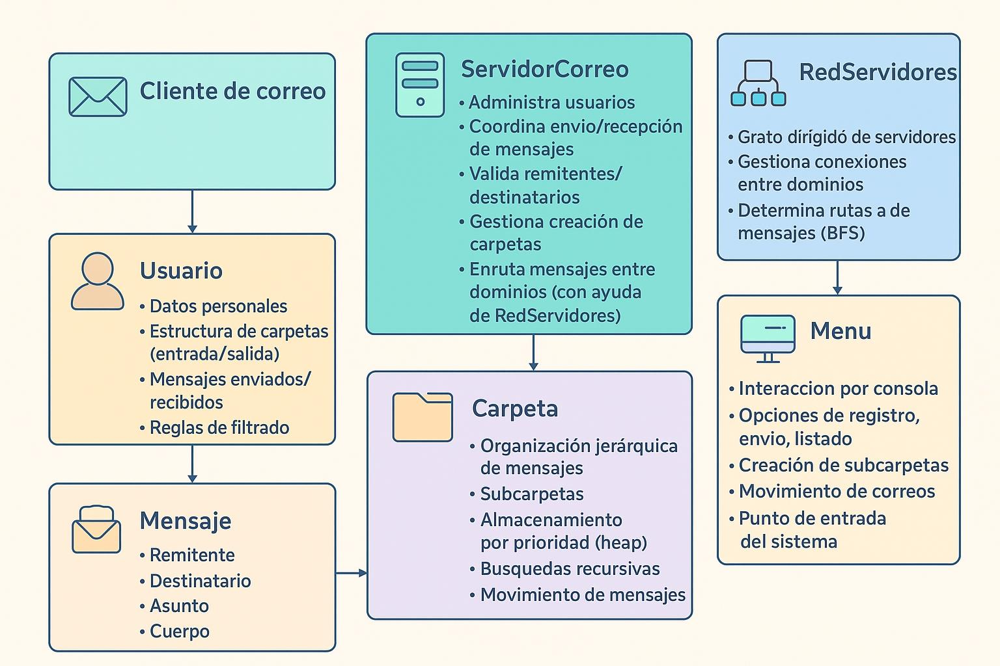 Cliente de correo
Usuario
• Datos personales
• Estructura de carpetas
(entrada/salida)
• Mensajes enviados/
recibidos
• Reglas de filtrado
Mensaje
• Remitente
• Destinatario
• Asunto
• Cuerpo
ServidorCorreo
• Administra usuarios
• Coordina envio/recepción
de mensajes
• Valida remitentes/
destinatarios
• Gestiona creación de
carpetas
• Enruta mensajes entre
dominios (con ayuda
de RedServidores)
Carpeta
• Organización jerárquica
de mensajes
• Subcarpetas
• Almacenamiento
por prioridad (heap)
• Busquedas recursivas
• Movimiento de mensajes
RedServidores
• Grato dírígidó de servidores
• Gestiona conexiones
entre dominios
• Determina rutas a de
mensajes (BFS)
Menu
• Interaccion por consola
• Opciones de registro,
envio, listado
• Creación de subcarpetas
• Movimiento de correos
• Punto de entrada
del sistema